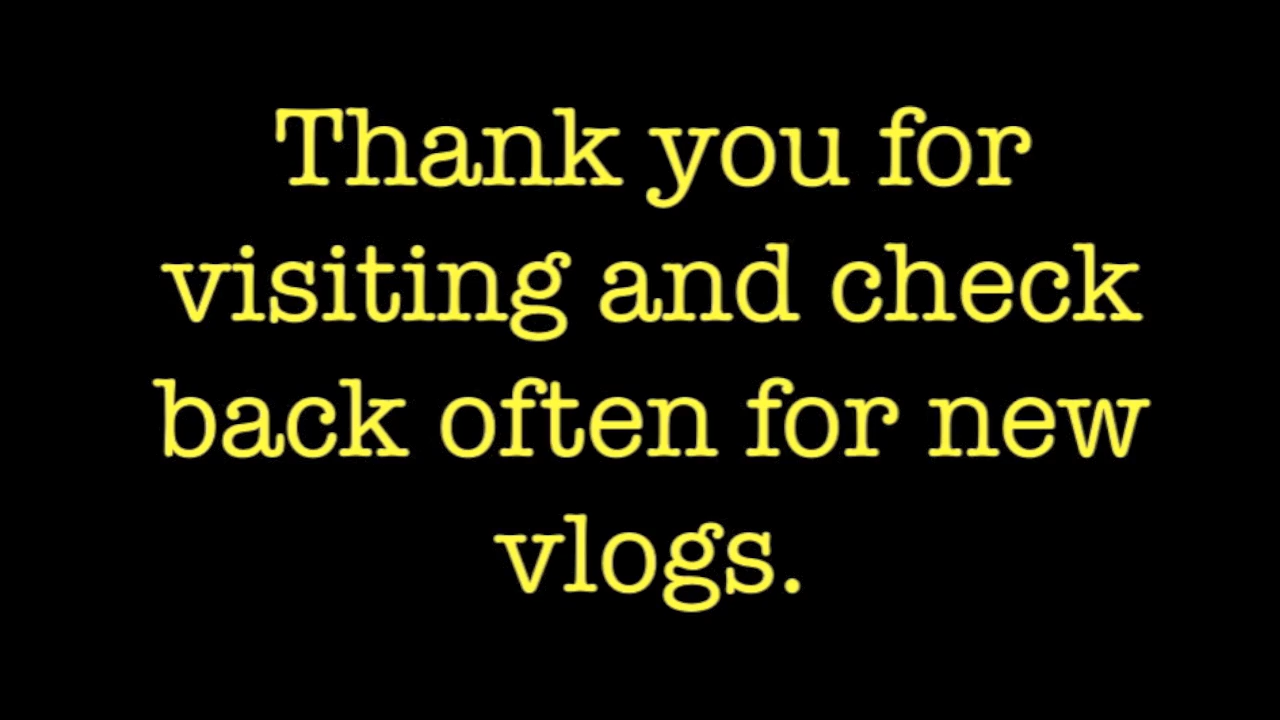 Thank you for
visiting and check
back often for new
vlogs.